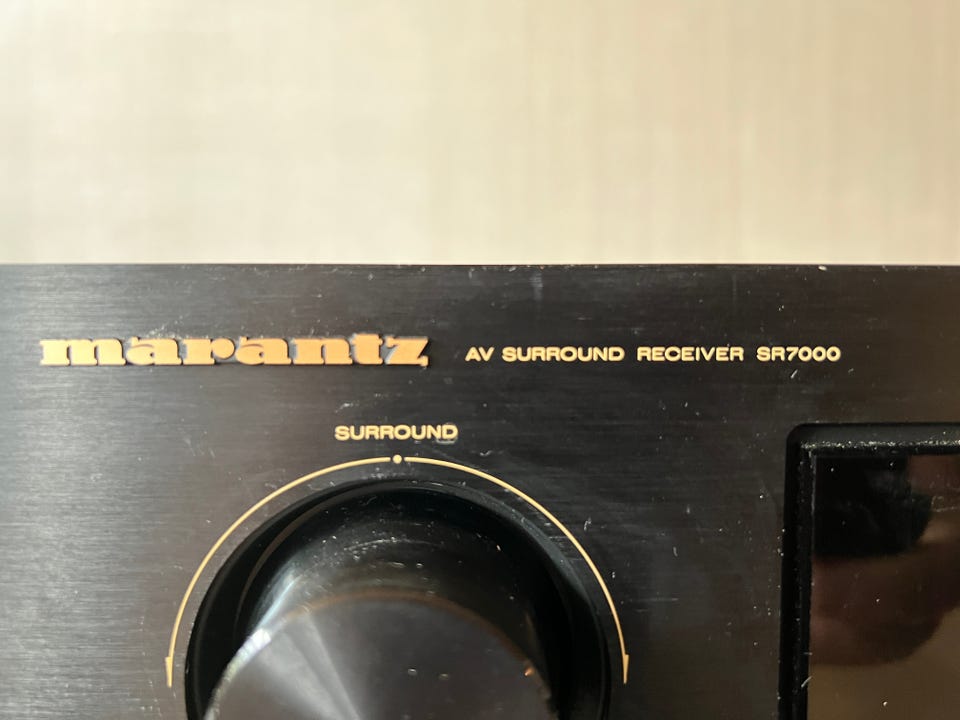 marantz AV SURROUND RECEIVER SR7000
SURROUND